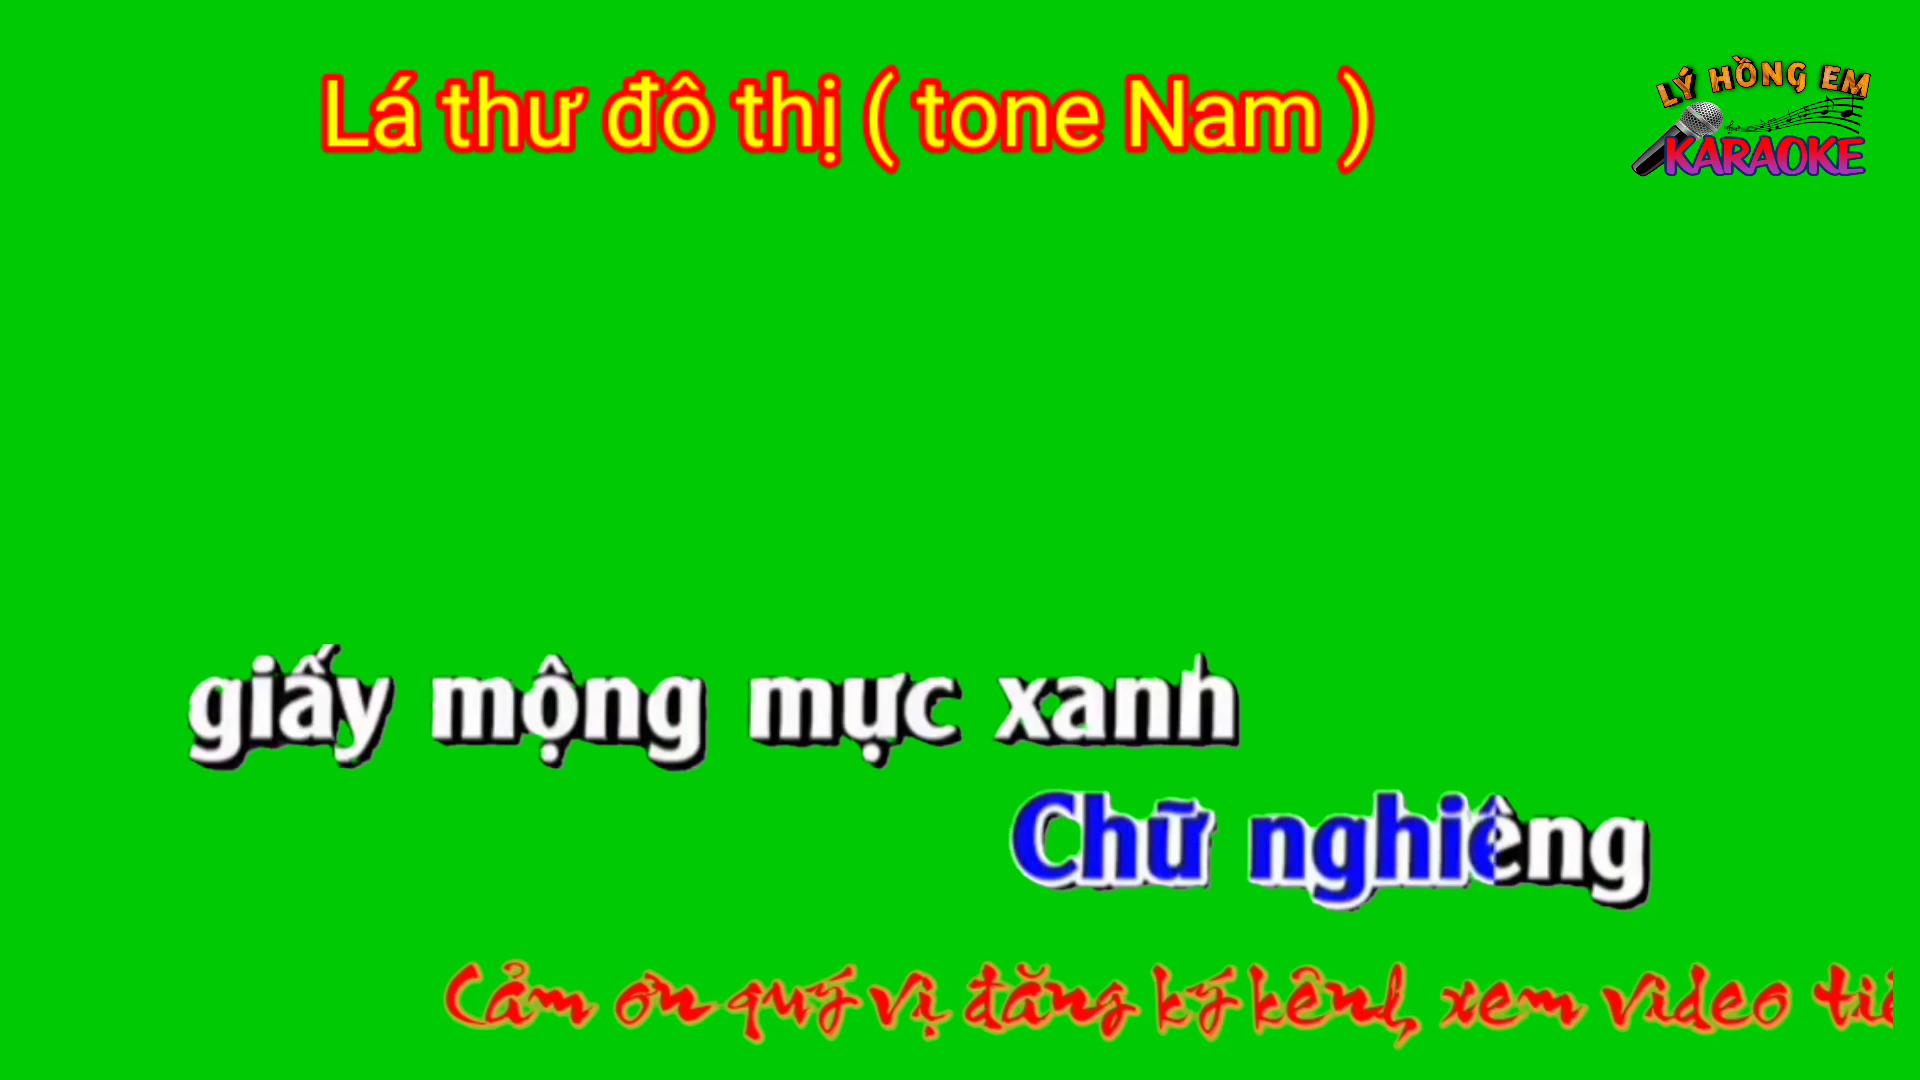 Lá thư đô thị ( tone Nam )
LÝ HỒNG EM
KARAOKE
giấy mộng mực xanh
Chữ nghiêng
Cảm ơn quý vị đăng ký kênh, xem video